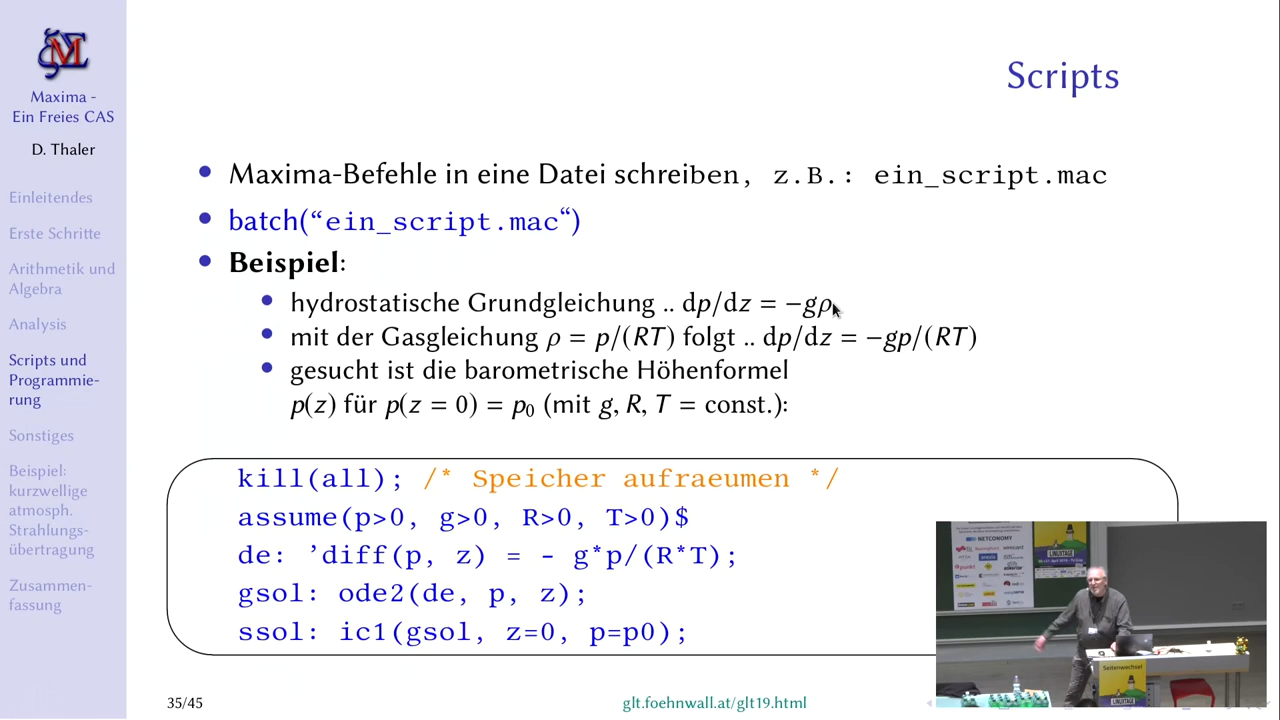 Maxima -
Ein Freies CAS
D. Thaler
Einleitendes
Erste Schritte
Arithmetik und
Algebra
Analysis
Scripts und
Programmie-
rung
Sonstiges
Beispiel:
kurzwellige
atmosph.
Strahlungs-
übertragung
Zusammen-
fassung
Scripts
• Maxima-Befehle in eine Datei schreiben, z.B.: ein_script.mac
• batch(“ein_script.mac“)
• Beispiel:
• hydrostatische Grundgleichung .. dp/dz = −gρ
• mit der Gasgleichung ρ = p/(RT) folgt .. dp/dz = −gp/(RT)
• gesucht ist die barometrische Höhenformel
p(z) für p(z = 0) = p₀ (mit g, R, T = const.):
kill(all); /* Speicher aufraeumen */
assume(p>0, g>0, R>0, T>0)$
de: ’diff(p, z) = - g*p/(R*T);
gsol: ode2(de, p, z);
ssol: ic1(gsol, z=0, p=p0);
NETCONOMY
LINUXTAGE
Seitenwechsel
LINUXTAGE
35/45
glt.foehnwall.at/glt19.html